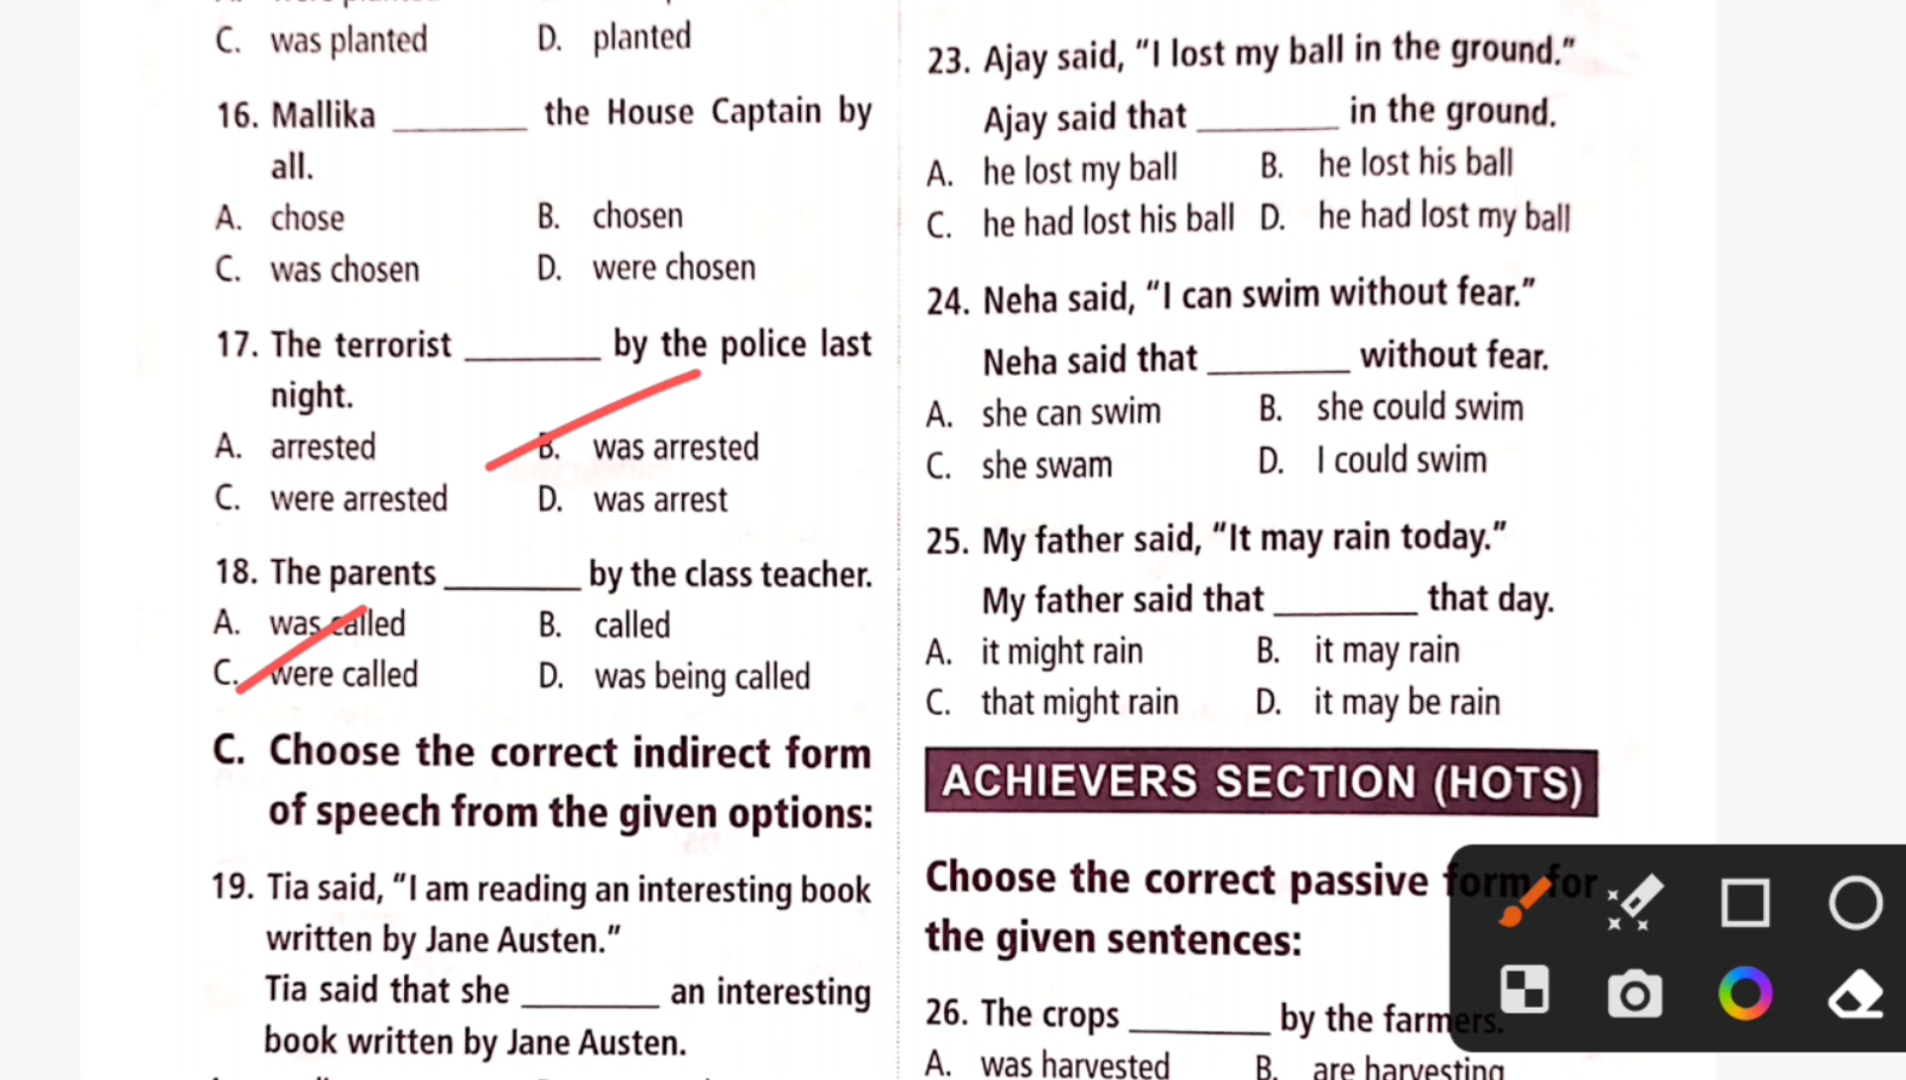 C. was planted D. planted
16. Mallika ________ the House Captain by
all.
A. chose B. chosen
C. was chosen D. were chosen
17. The terrorist ________ by the police last
night.
A. arrested B. was arrested
C. were arrested D. was arrest
18. The parents ________ by the class teacher.
A. was called B. called
C. were called D. was being called
C. Choose the correct indirect form
of speech from the given options:
19. Tia said, “I am reading an interesting book
written by Jane Austen.”
Tia said that she ________ an interesting
book written by Jane Austen.
23. Ajay said, “I lost my ball in the ground.”
Ajay said that ________ in the ground.
A. he lost my ball B. he lost his ball
C. he had lost his ball D. he had lost my ball
24. Neha said, “I can swim without fear.”
Neha said that ________ without fear.
A. she can swim B. she could swim
C. she swam D. I could swim
25. My father said, “It may rain today.”
My father said that ________ that day.
A. it might rain B. it may rain
C. that might rain D. it may be rain
ACHIEVERS SECTION (HOTS)
Choose the correct passive form for
the given sentences:
26. The crops ________ by the farmers.
A. was harvested B. are harvesting